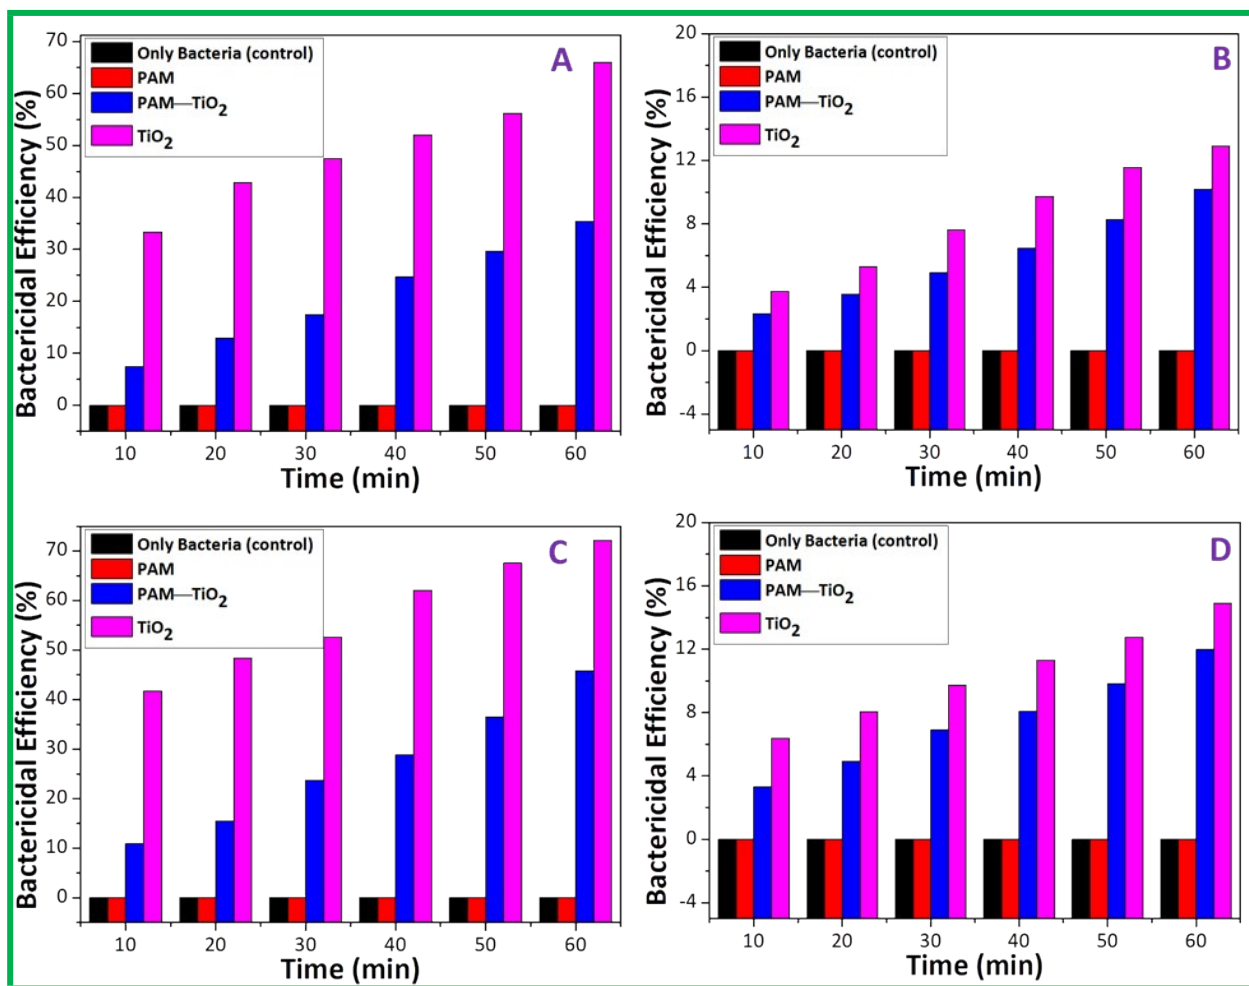 A
Only Bacteria (control)
PAM
PAM—TiO2
TiO2
Bactericidal Efficiency (%)
70
60
50
40
30
20
10
0
10 20 30 40 50 60
Time (min)
B
Only Bacteria (control)
PAM
PAM—TiO2
TiO2
Bactericidal Efficiency (%)
20
16
12
8
4
0
-4
10 20 30 40 50 60
Time (min)
C
Only Bacteria (control)
PAM
PAM—TiO2
TiO2
Bactericidal Efficiency (%)
70
60
50
40
30
20
10
0
10 20 30 40 50 60
Time (min)
D
Only Bacteria (control)
PAM
PAM—TiO2
TiO2
Bactericidal Efficiency (%)
20
16
12
8
4
0
-4
10 20 30 40 50 60
Time (min)